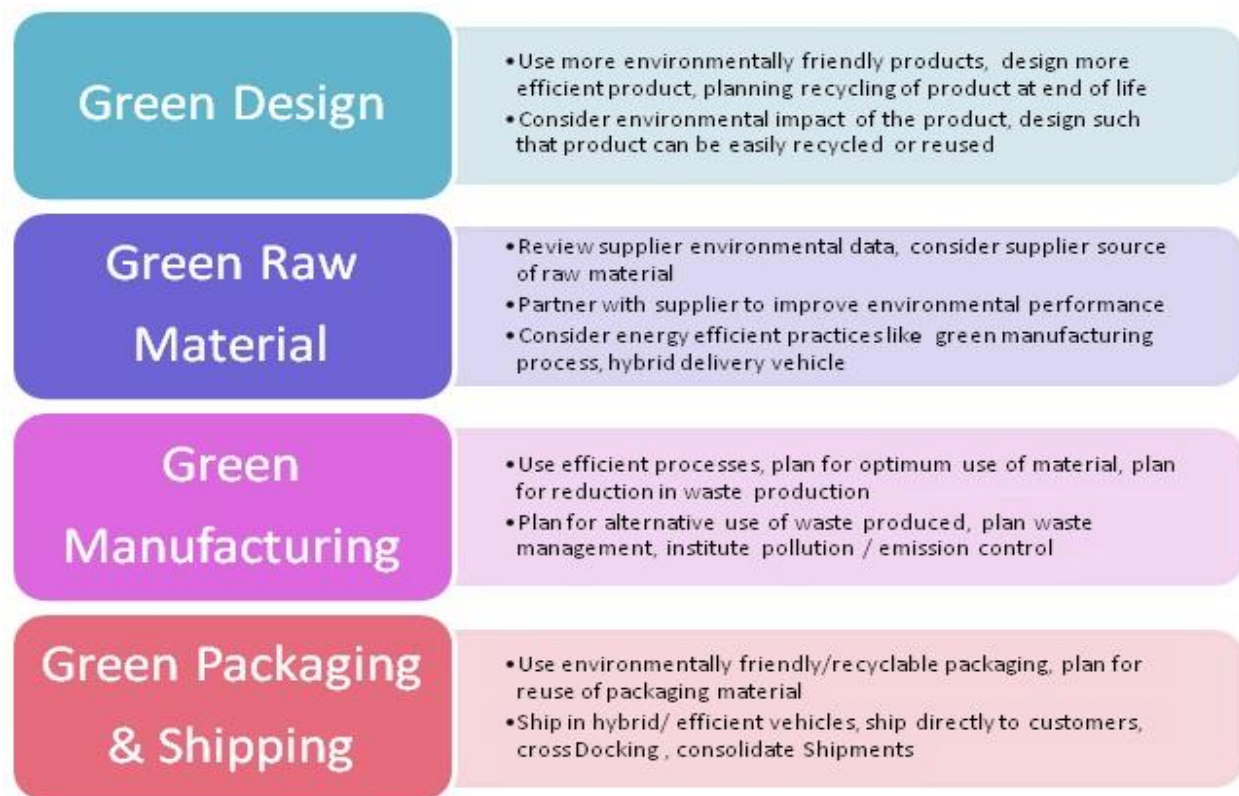 Green Design
•Use more environmentally friendly products, design more
efficient product, planning recycling of product at end of life
•Consider environmental impact of the product, design such
that product can be easily recycled or reused
Green Raw
Material
•Review supplier environmental data, consider supplier source
of raw material
•Partner with supplier to improve environmental performance
•Consider energy efficient practices like green manufacturing
process, hybrid delivery vehicle
Green
Manufacturing
•Use efficient processes, plan for optimum use of material, plan
for reduction in waste production
•Plan for alternative use of waste produced, plan waste
management, institute pollution / emission control
Green Packaging
& Shipping
•Use environmentally friendly/recyclable packaging, plan for
reuse of packaging material
•Ship in hybrid/ efficient vehicles, ship directly to customers,
cross Docking , consolidate Shipments